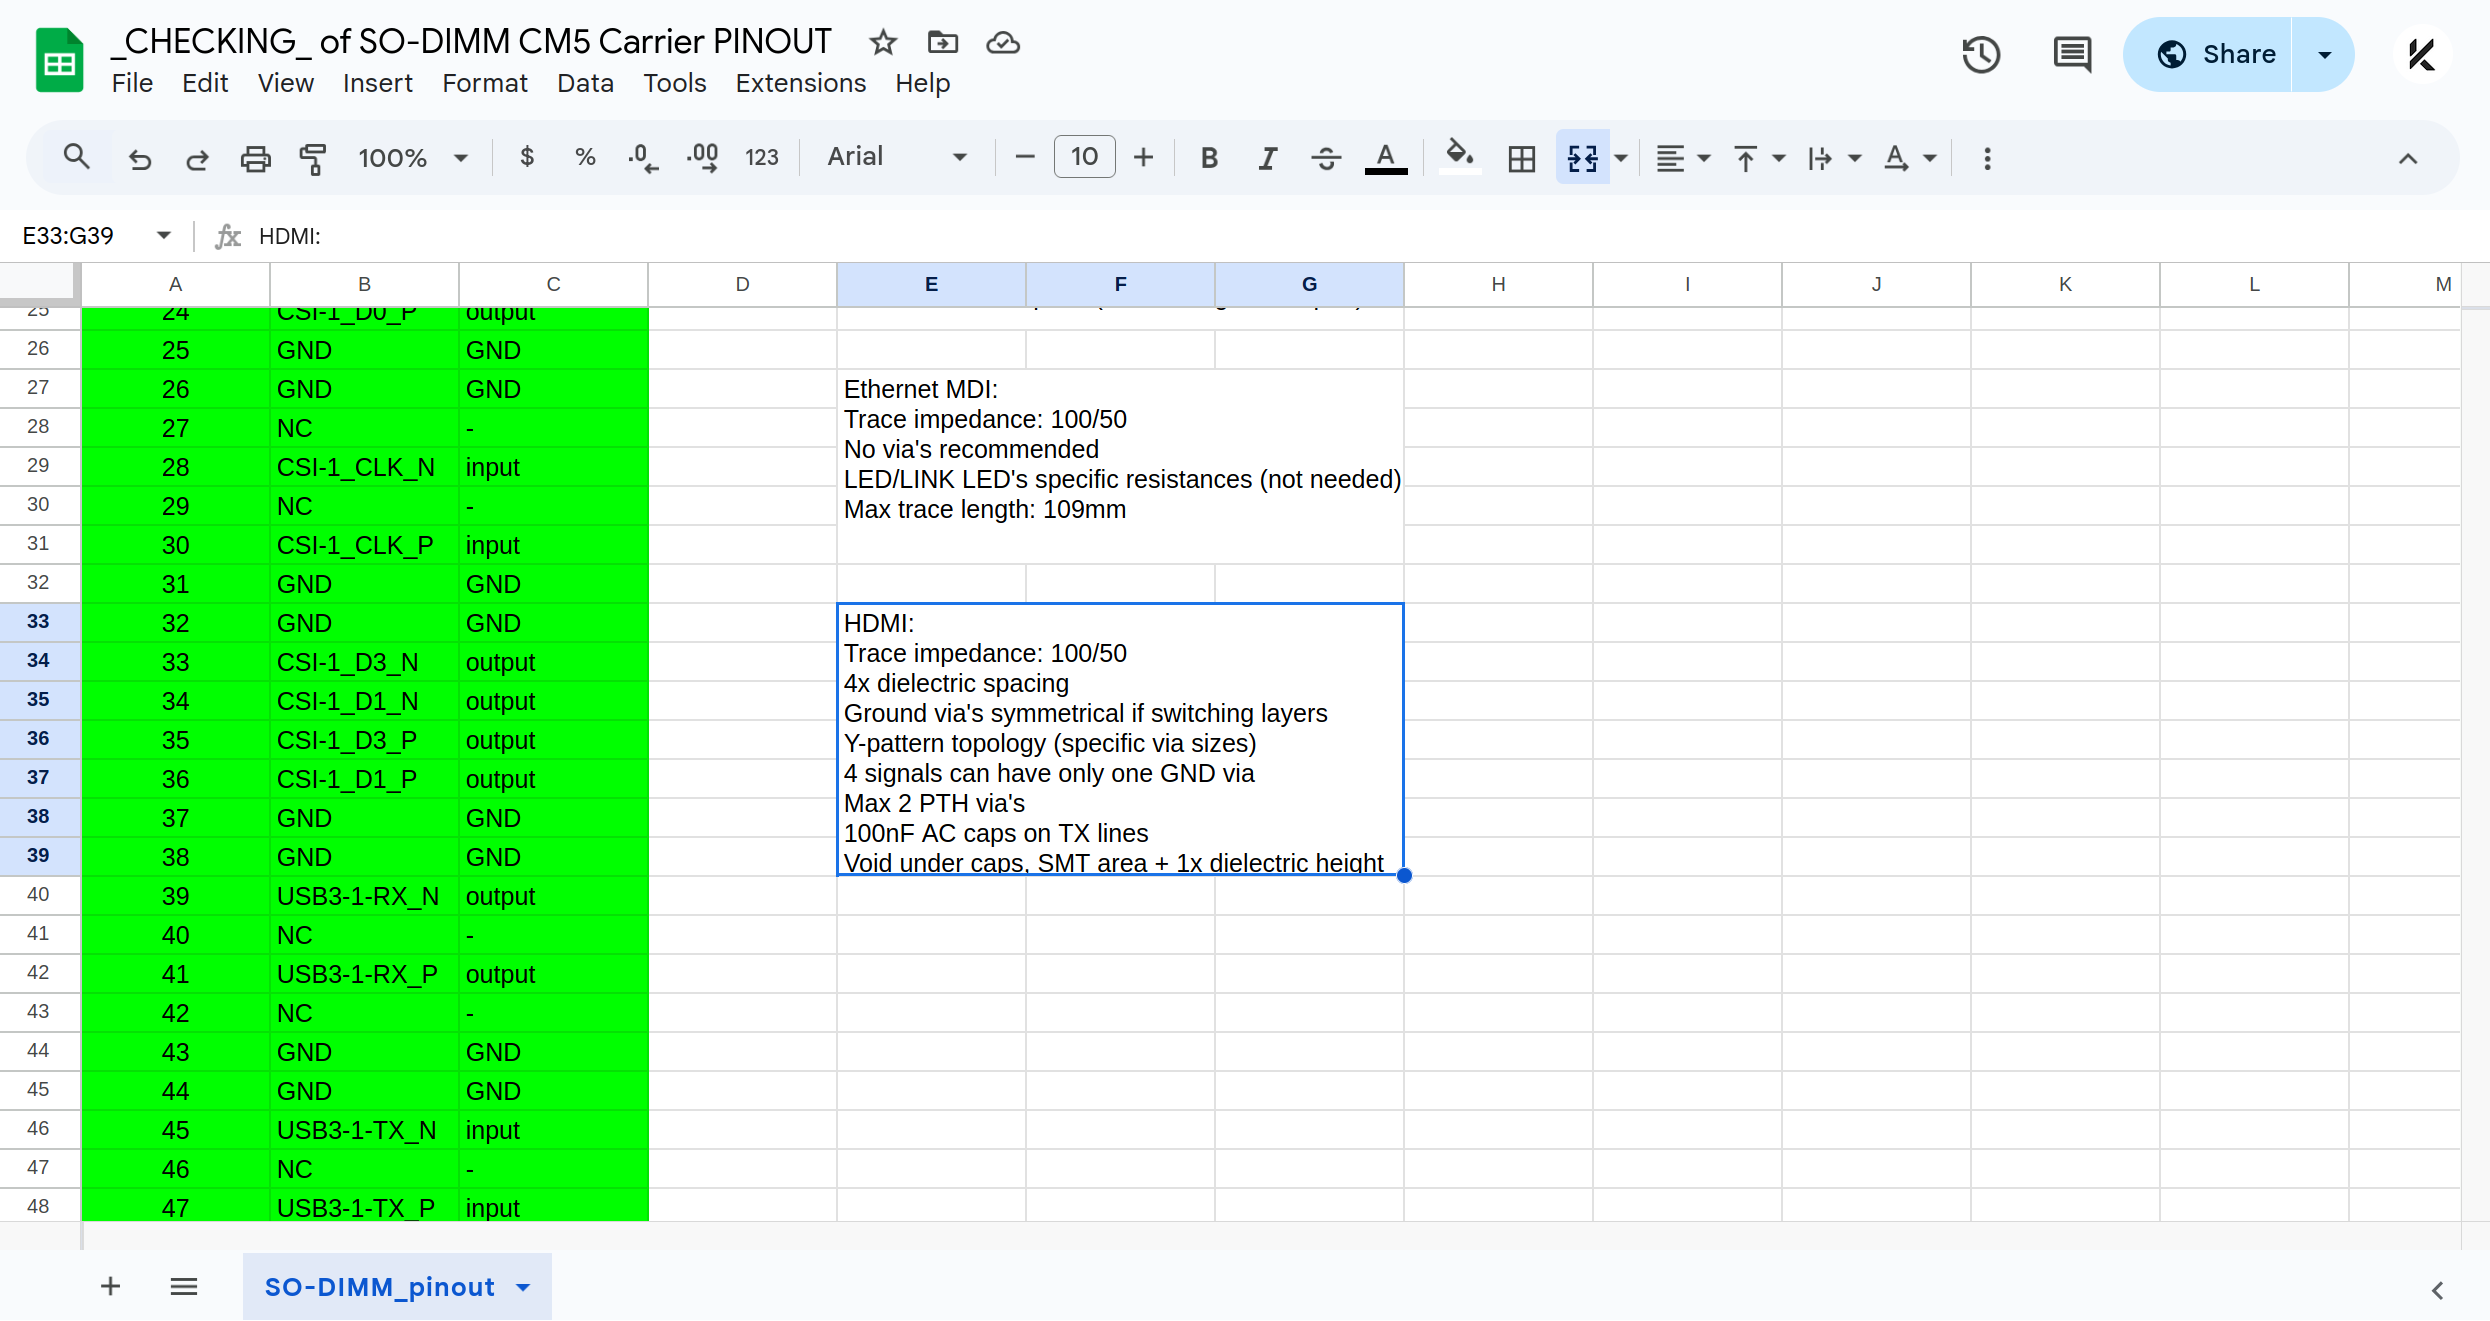 _CHECKING_ of SO-DIMM CM5 Carrier PINOUT
File Edit View Insert Format Data Tools Extensions Help
Share
100% $ % .0 .00 123 Arial 10 B I A A
E33:G39 fx HDMI:
A B C D E F G H I J K L M
25 24 CSI-1_D0_P output
26 25 GND GND
27 26 GND GND Ethernet MDI:
Trace impedance: 100/50
28 27 NC -
No via's recommended
29 28 CSI-1_CLK_N input
LED/LINK LED's specific resistances (not needed)
30 29 NC -
Max trace length: 109mm
31 30 CSI-1_CLK_P input
32 31 GND GND
33 32 GND GND HDMI:
Trace impedance: 100/50
34 33 CSI-1_D3_N output
4x dielectric spacing
35 34 CSI-1_D1_N output
Ground via's symmetrical if switching layers
36 35 CSI-1_D3_P output
Y-pattern topology (specific via sizes)
37 36 CSI-1_D1_P output
4 signals can have only one GND via
Max 2 PTH via's
38 37 GND GND
100nF AC caps on TX lines
39 38 GND GND
Void under caps, SMT area + 1x dielectric height
40 39 USB3-1-RX_N output
41 40 NC -
42 41 USB3-1-RX_P output
43 42 NC -
44 43 GND GND
45 44 GND GND
46 45 USB3-1-TX_N input
47 46 NC -
48 47 USB3-1-TX_P input
SO-DIMM_pinout